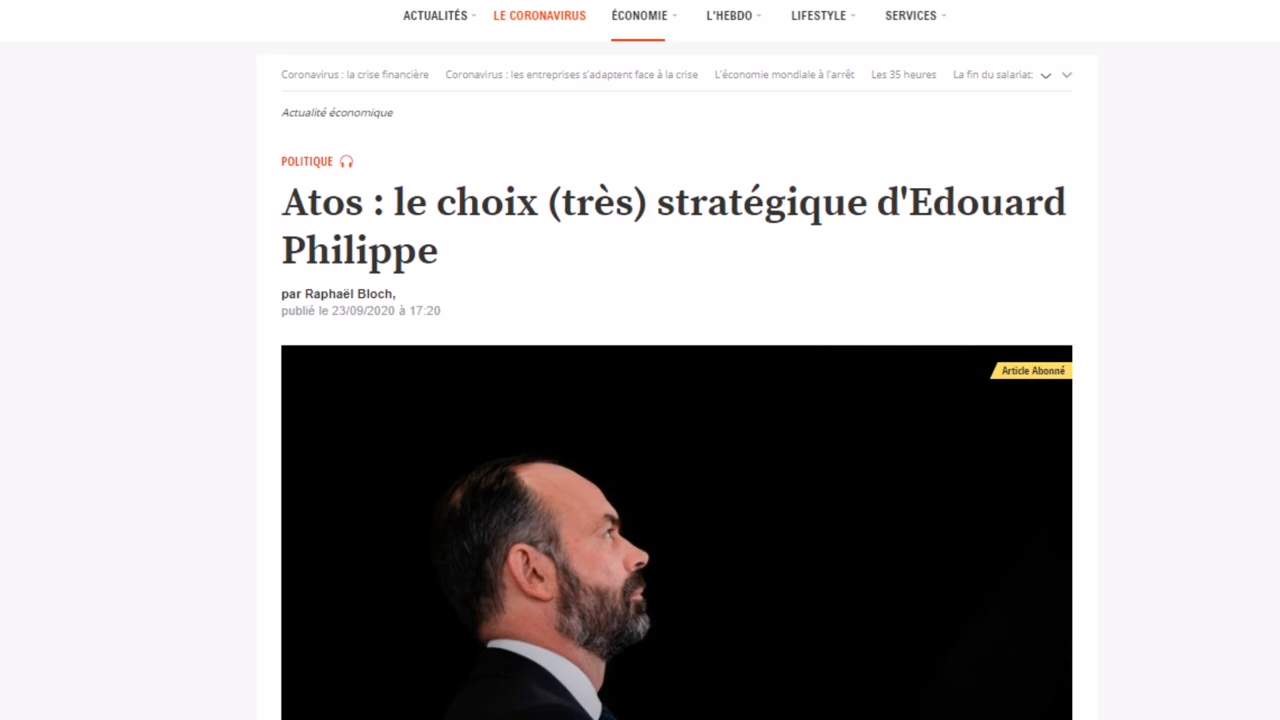 ACTUALITÉS LE CORONAVIRUS ÉCONOMIE L'HEBDO LIFESTYLE SERVICES
Coronavirus : la crise financière Coronavirus : les entreprises s'adaptent face à la crise L'économie mondiale à l'arrêt Les 35 heures La fin du salariat:
Actualité économique
POLITIQUE
Atos : le choix (très) stratégique d'Edouard
Philippe
par Raphaël Bloch,
publié le 23/09/2020 à 17:20
Article Abonné